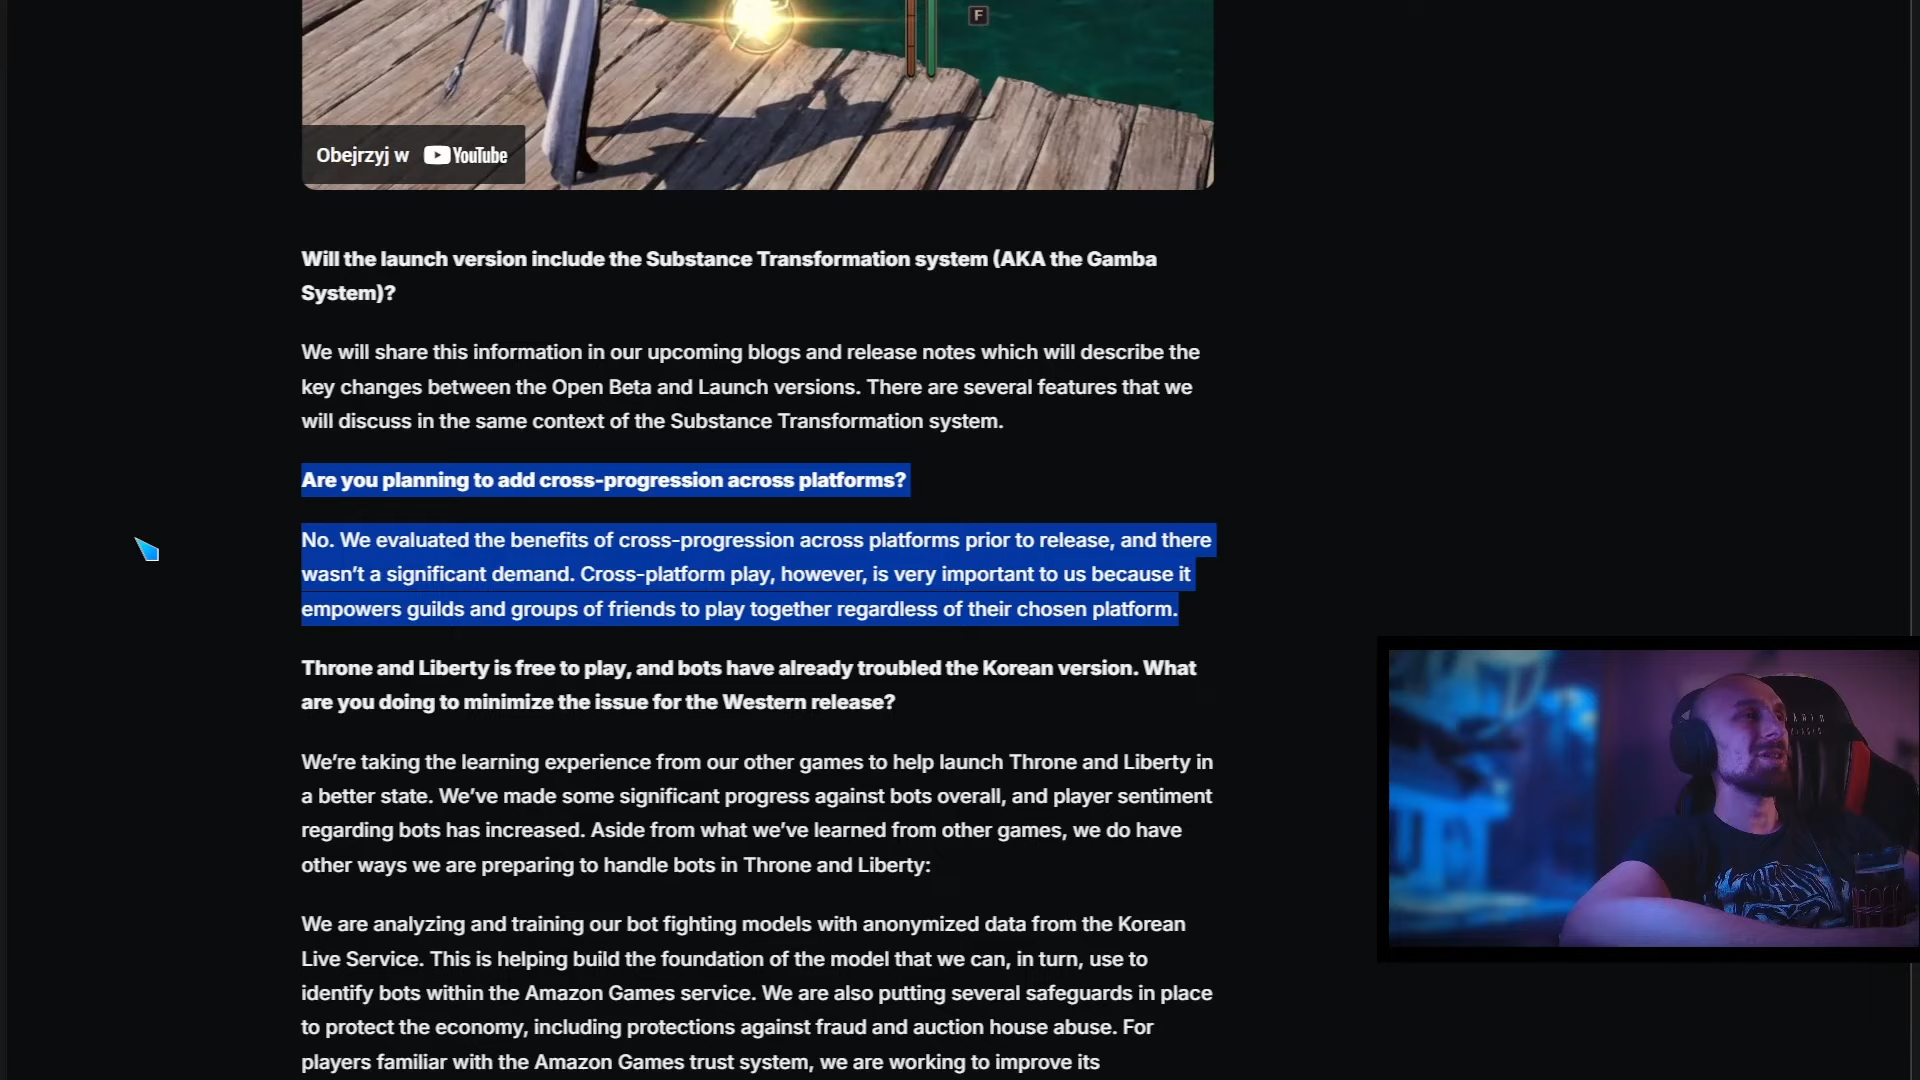 F
Obejrzyj w YouTube
Will the launch version include the Substance Transformation system (AKA the Gamba
System)?
We will share this information in our upcoming blogs and release notes which will describe the
key changes between the Open Beta and Launch versions. There are several features that we
will discuss in the same context of the Substance Transformation system.
Are you planning to add cross-progression across platforms?
No. We evaluated the benefits of cross-progression across platforms prior to release, and there
wasn’t a significant demand. Cross-platform play, however, is very important to us because it
empowers guilds and groups of friends to play together regardless of their chosen platform.
Throne and Liberty is free to play, and bots have already troubled the Korean version. What
are you doing to minimize the issue for the Western release?
We’re taking the learning experience from our other games to help launch Throne and Liberty in
a better state. We’ve made some significant progress against bots overall, and player sentiment
regarding bots has increased. Aside from what we’ve learned from other games, we do have
other ways we are preparing to handle bots in Throne and Liberty:
We are analyzing and training our bot fighting models with anonymized data from the Korean
Live Service. This is helping build the foundation of the model that we can, in turn, use to
identify bots within the Amazon Games service. We are also putting several safeguards in place
to protect the economy, including protections against fraud and auction house abuse. For
players familiar with the Amazon Games trust system, we are working to improve its